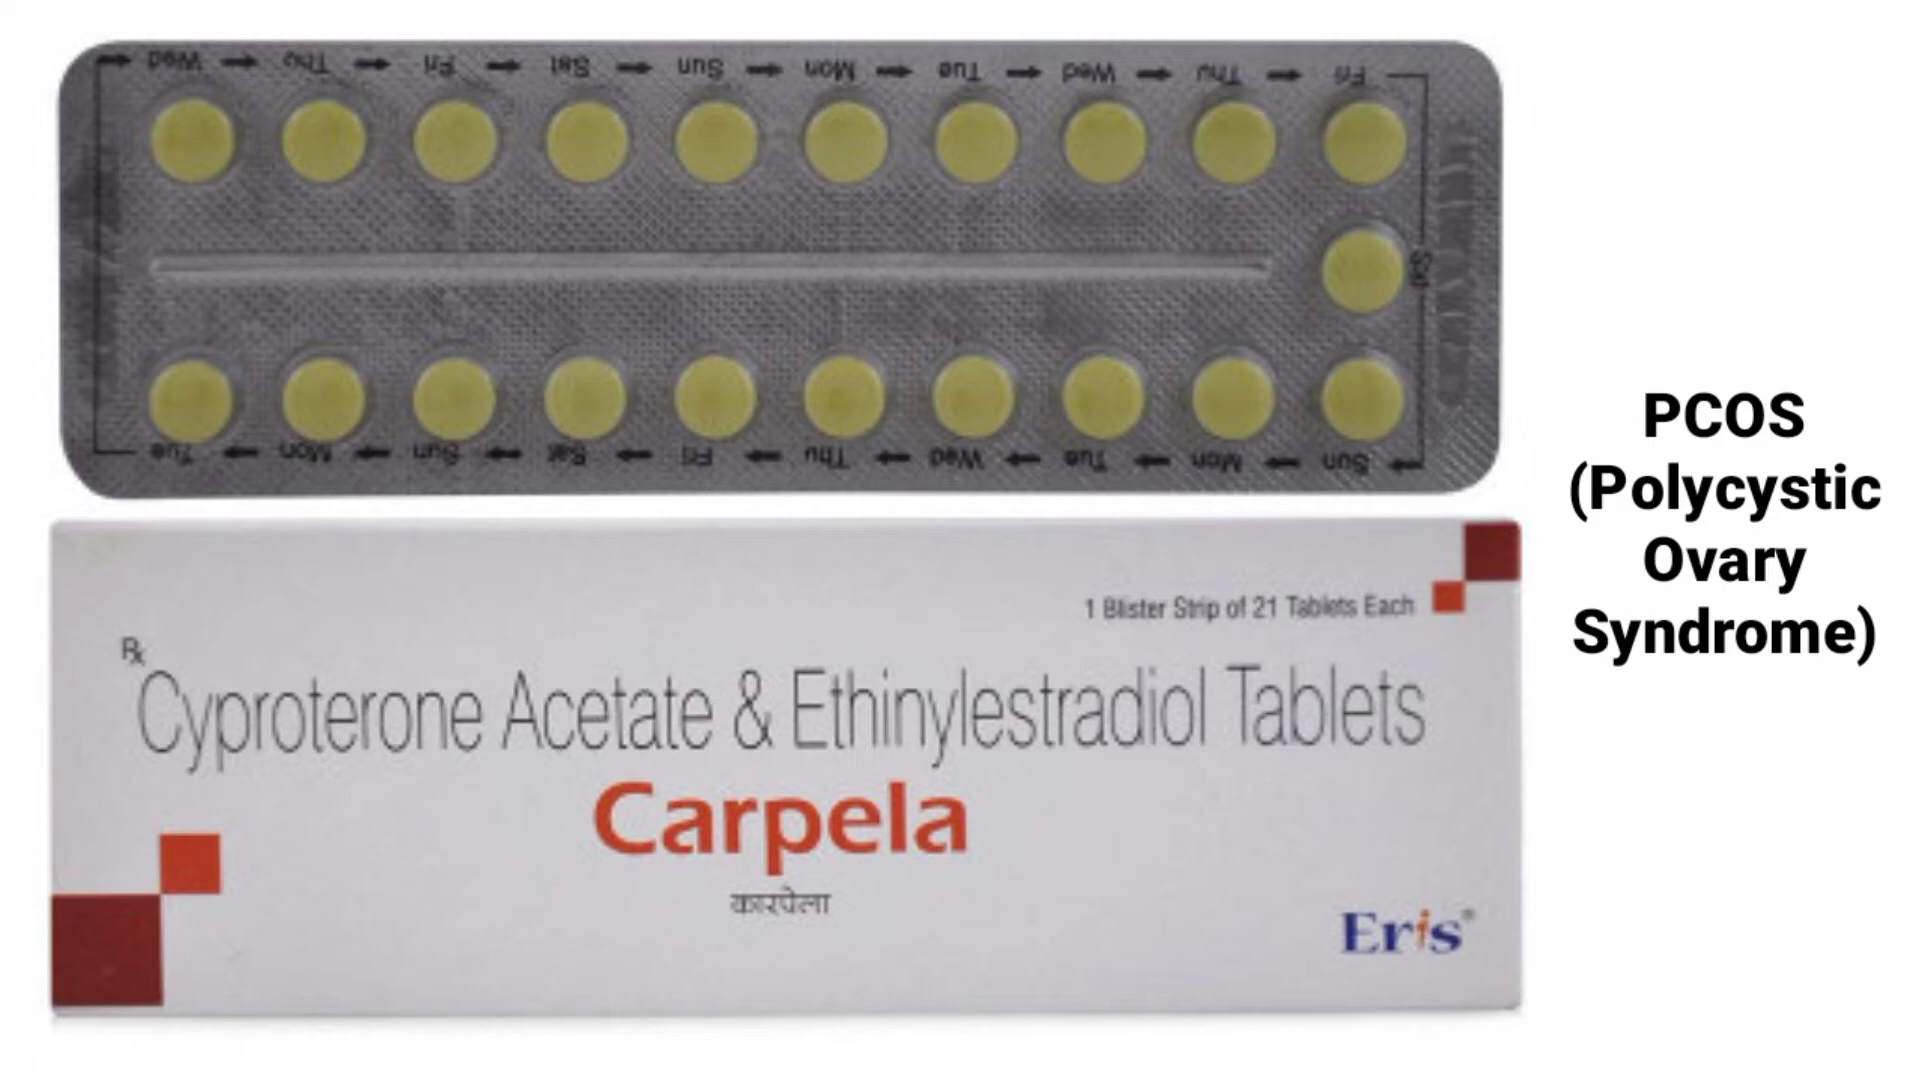 Wed Thu Fri Sat Sun Mon Tue Wed Thu Fri
Sat
Tue Mon Sun Sat Fri Thu Wed Tue Mon Sun
1 Blister Strip of 21 Tablets Each
Rx
Cyproterone Acetate & Ethinylestradiol Tablets
Carpela
कारपेला
Eris®
PCOS
(Polycystic
Ovary
Syndrome)